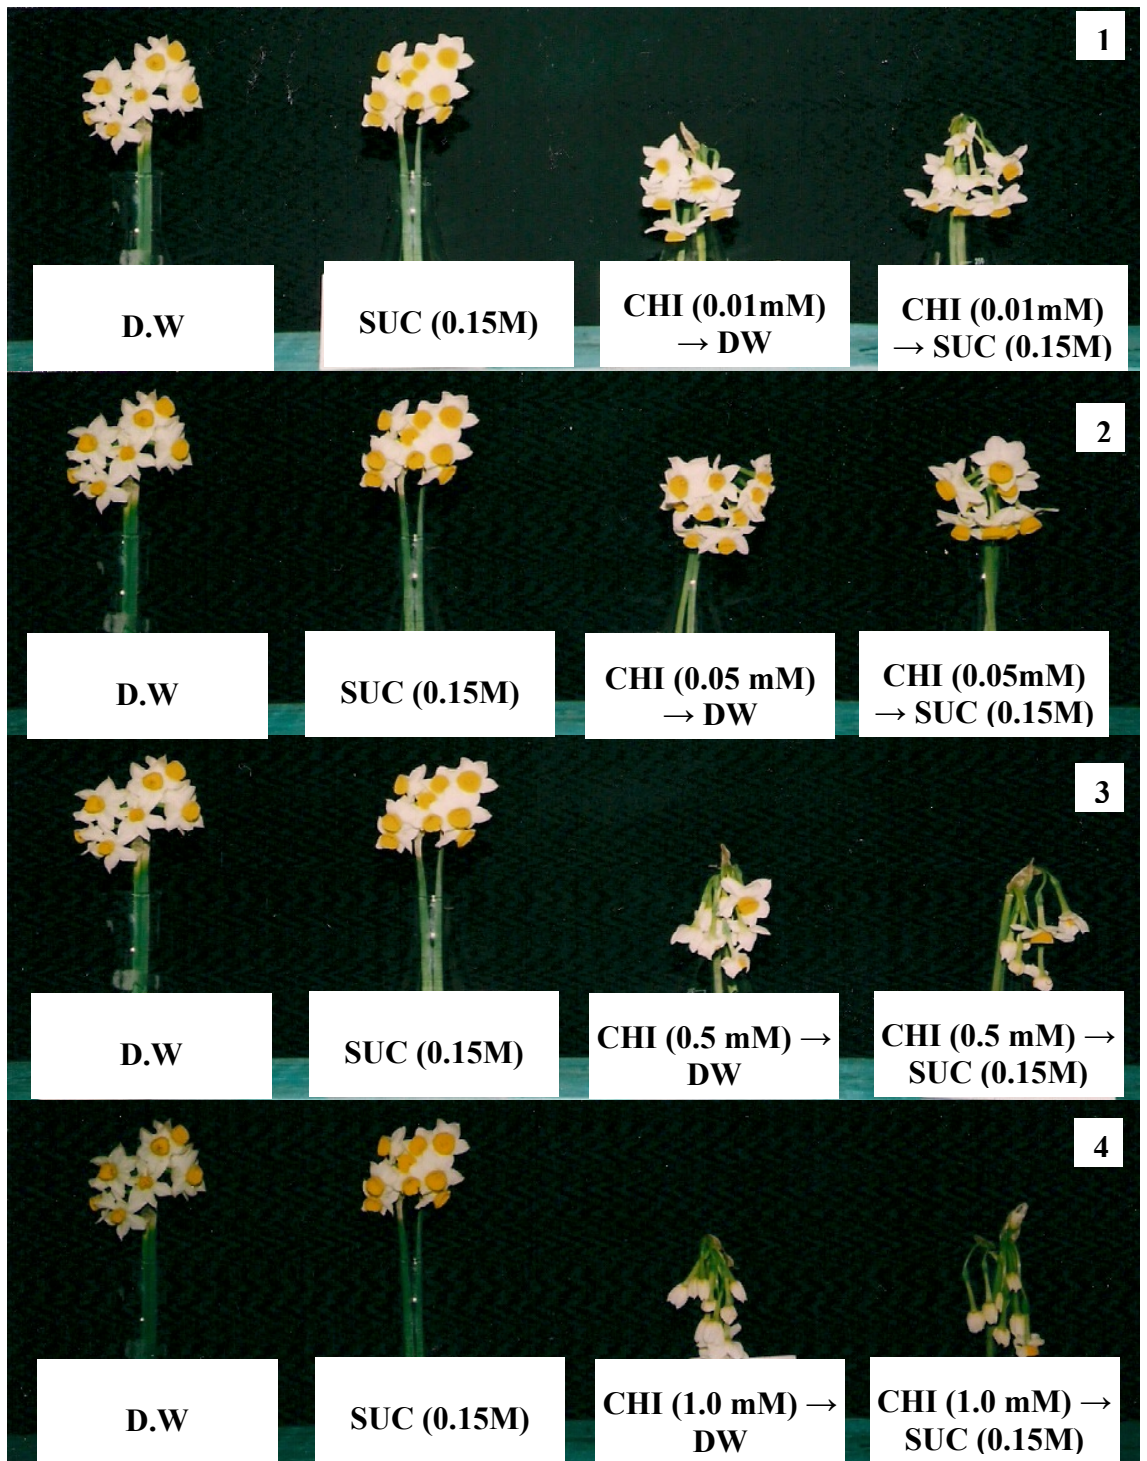 1
D.W
SUC (0.15M)
CHI (0.01mM)
→ DW
CHI (0.01mM)
→ SUC (0.15M)
2
D.W
SUC (0.15M)
CHI (0.05 mM)
→ DW
CHI (0.05mM)
→ SUC (0.15M)
3
D.W
SUC (0.15M)
CHI (0.5 mM) →
DW
CHI (0.5 mM) →
SUC (0.15M)
4
D.W
SUC (0.15M)
CHI (1.0 mM) →
DW
CHI (1.0 mM) →
SUC (0.15M)